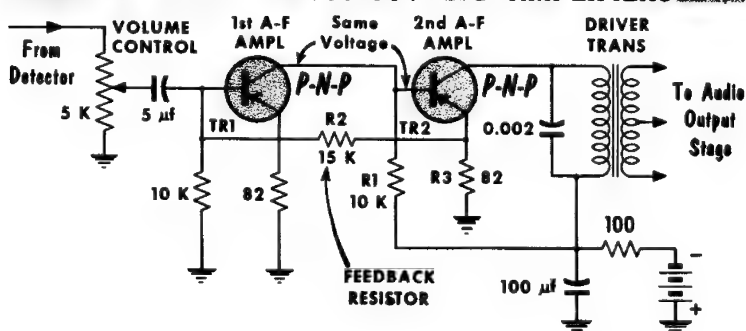 VOLUME CONTROL
1st A-F AMPL
Same Voltage
2nd A-F AMPL
DRIVER TRANS
From Detector
P-N-P
P-N-P
5 K
5 µf
TR1
R2
15 K
TR2
0.002
To Audio Output Stage
10 K
82
R1
10 K
R3
82
100
FEEDBACK RESISTOR
100 µf
-
+